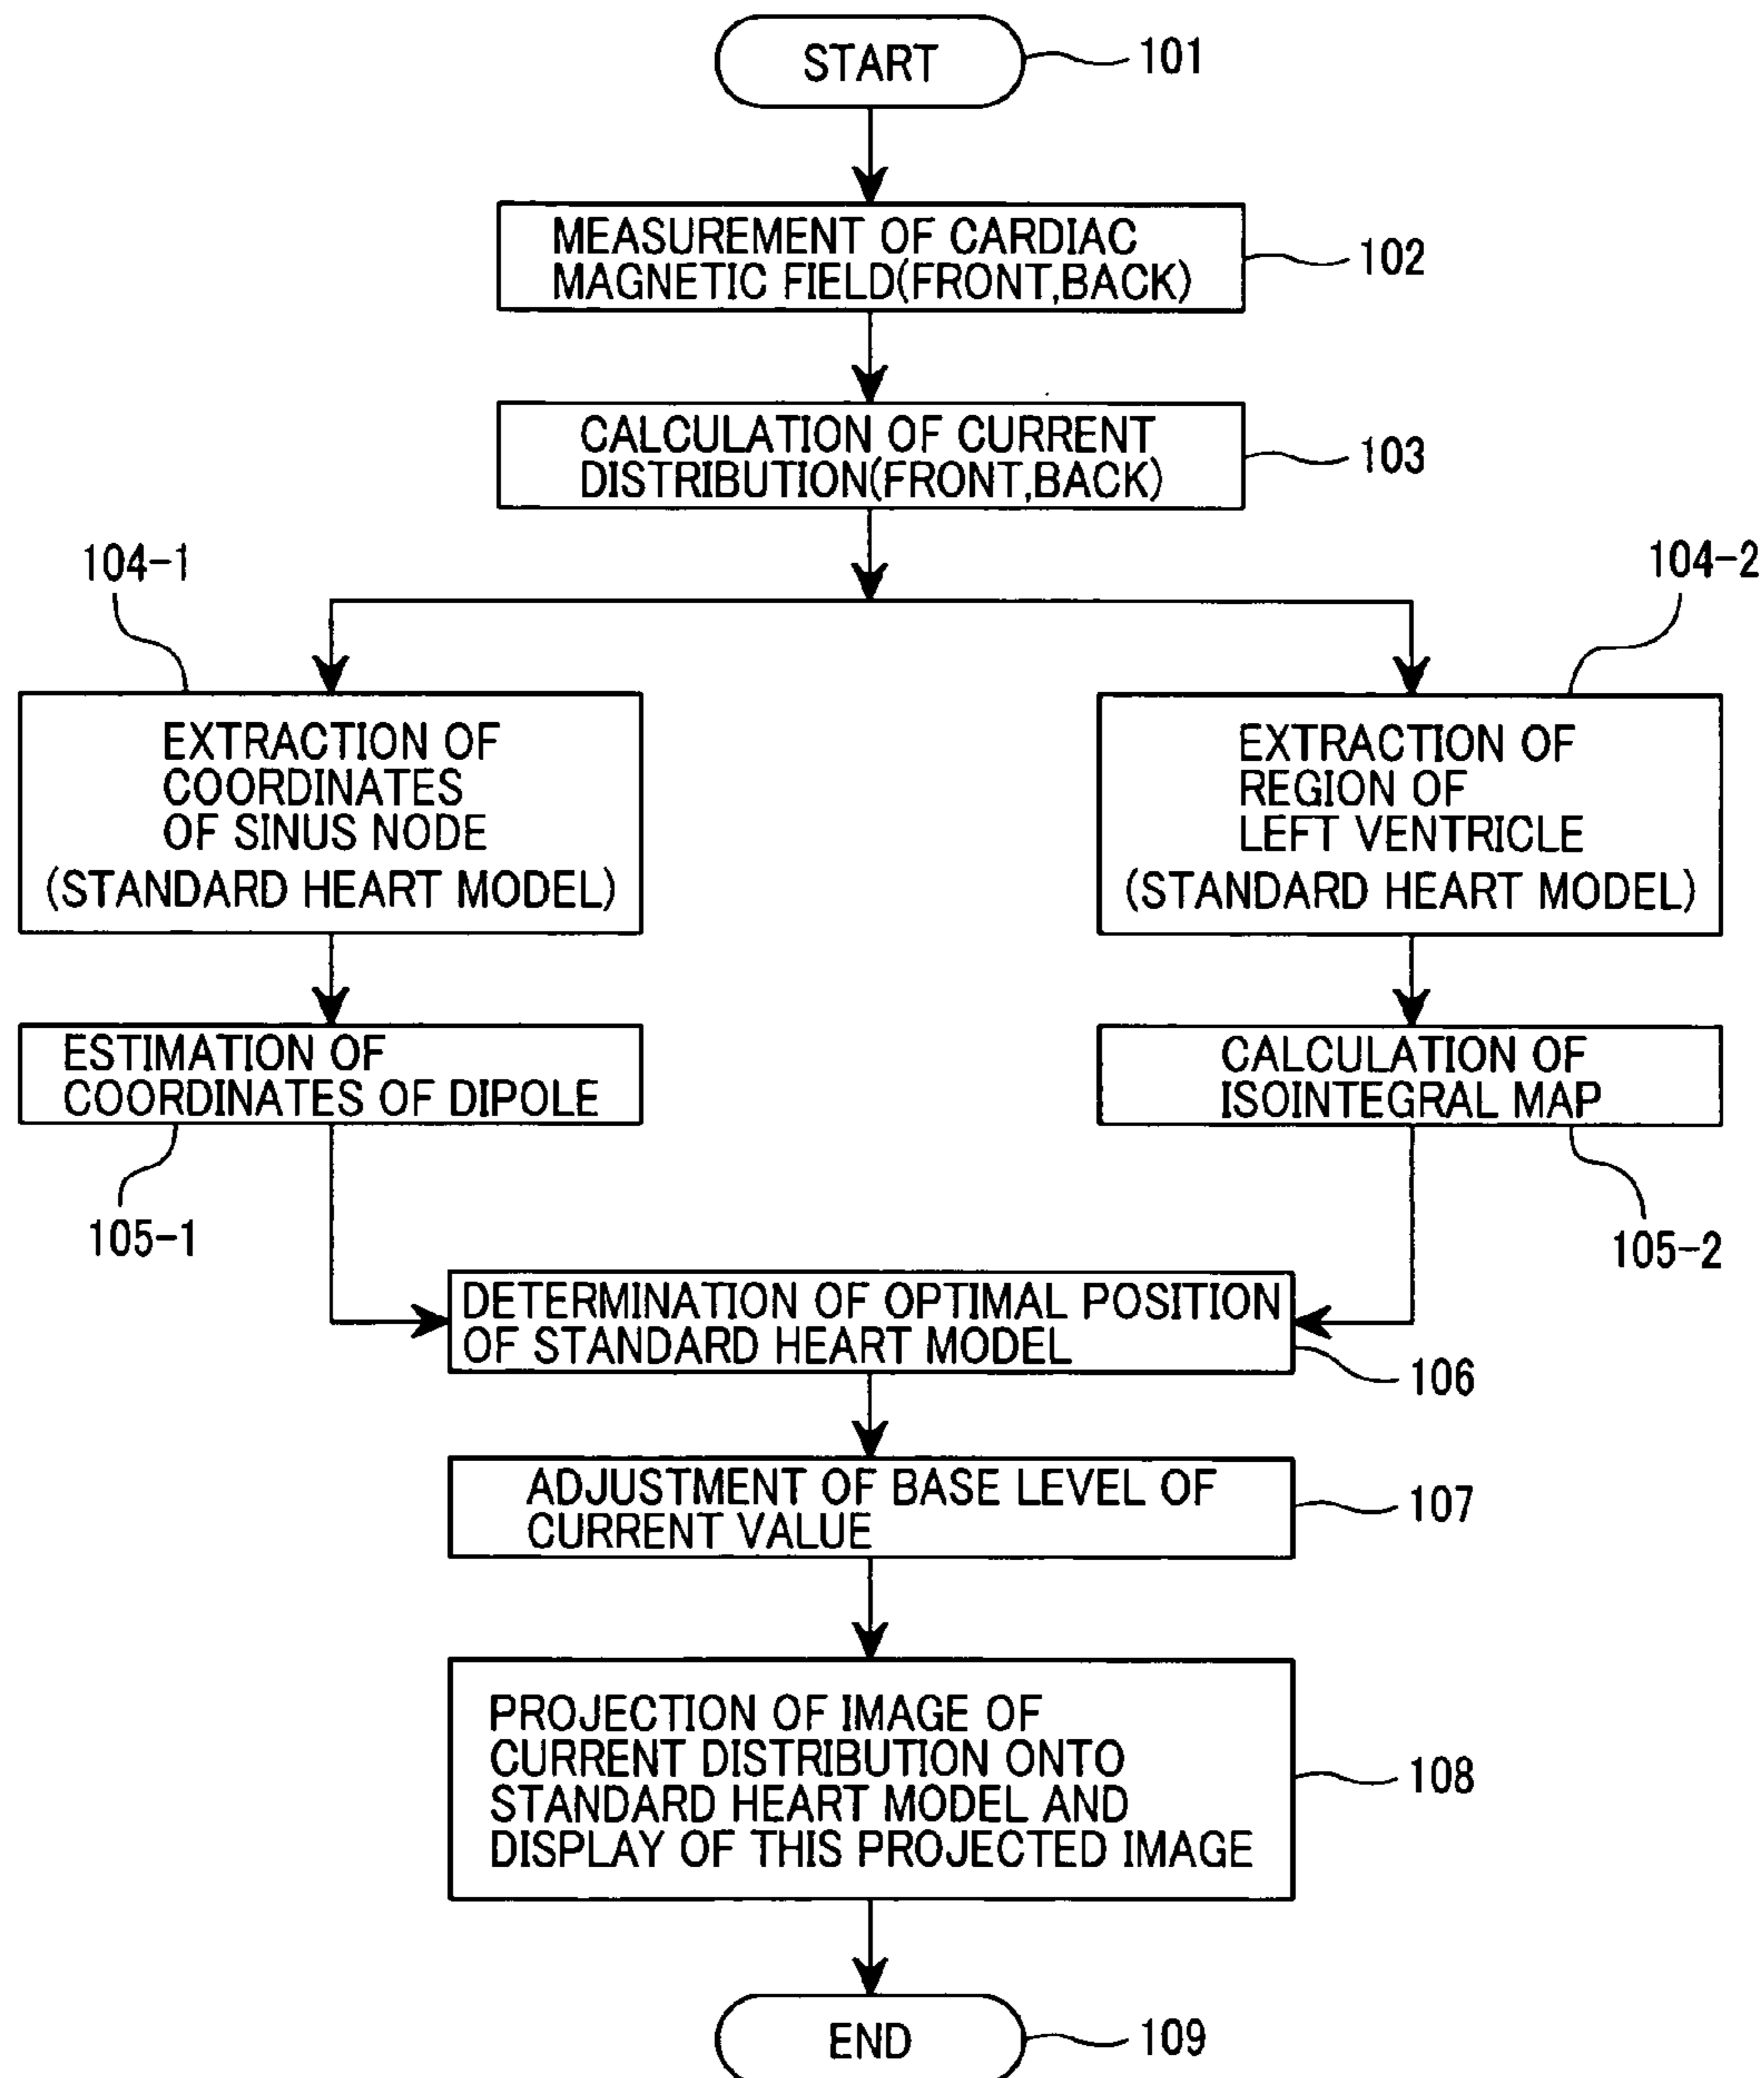 START
101
MEASUREMENT OF CARDIAC
MAGNETIC FIELD(FRONT,BACK)
102
CALCULATION OF CURRENT
DISTRIBUTION(FRONT,BACK)
103
104-1
104-2
EXTRACTION OF
COORDINATES
OF SINUS NODE
(STANDARD HEART MODEL)
EXTRACTION OF
REGION OF
LEFT VENTRICLE
(STANDARD HEART MODEL)
ESTIMATION OF
COORDINATES OF DIPOLE
CALCULATION OF
ISOINTEGRAL MAP
105-1
105-2
DETERMINATION OF OPTIMAL POSITION
OF STANDARD HEART MODEL
106
ADJUSTMENT OF BASE LEVEL OF
CURRENT VALUE
107
PROJECTION OF IMAGE OF
CURRENT DISTRIBUTION ONTO
STANDARD HEART MODEL AND
DISPLAY OF THIS PROJECTED IMAGE
108
END
109